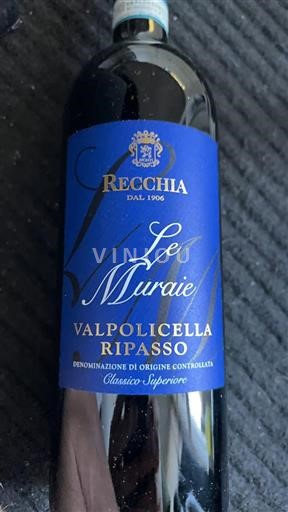 RECCHIA
DAL 1906
Le
VINIOU
Muraie
VALPOLICELLA
RIPASSO
DENOMINAZIONE DI ORIGINE CONTROLLATA
Classico Superiore